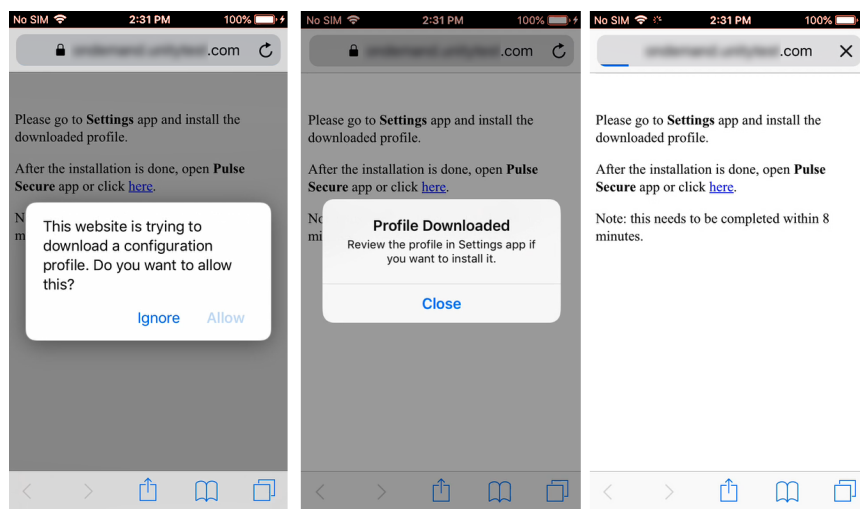 No SIM 2:31 PM 100%
.com
Please go to Settings app and install the
downloaded profile.
After the installation is done, open Pulse
Secure app or click here.
N
m
This website is trying to
download a configuration
profile. Do you want to allow
this?
Ignore Allow
No SIM 2:31 PM 100%
.com
Please go to Settings app and install the
downloaded profile.
After the installation is done, open Pulse
Secure app or click here.
No
mi
Profile Downloaded
Review the profile in Settings app if
you want to install it.
Close
No SIM 2:31 PM 100%
.com
Please go to Settings app and install the
downloaded profile.
After the installation is done, open Pulse
Secure app or click here.
Note: this needs to be completed within 8
minutes.